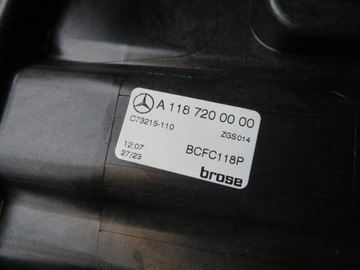 A 118 720 00 00
C73215-110
ZGS014
12:07
27/23
BCFC118P
brose